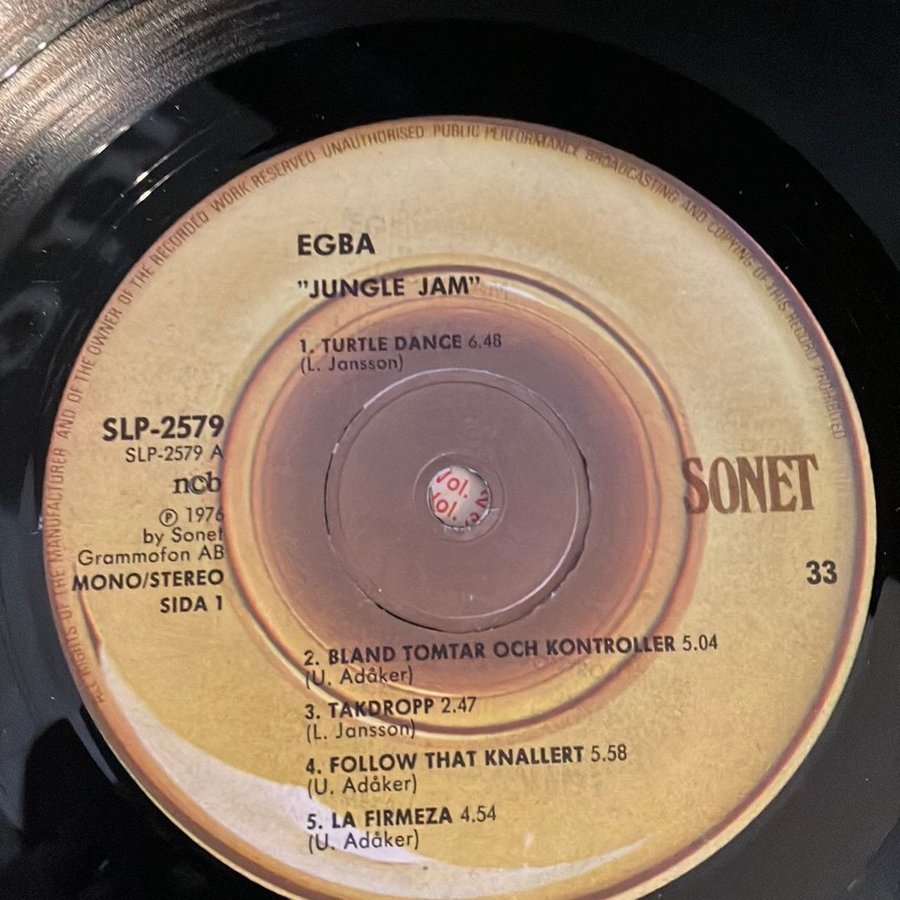 ALL RIGHTS OF THE MANUFACTURER AND OF THE OWNER OF THE RECORDED WORK RESERVED UNAUTHORISED PUBLIC PERFORMANCE BROADCASTING AND COPYING OF THIS RECORD PROHIBITED
EGBA
"JUNGLE JAM"
1. TURTLE DANCE 6.48
(L. Jansson)
SLP-2579
SLP-2579 A
ncb
Ⓟ 1976
by Sonet
Grammofon AB
MONO/STEREO
SIDA 1
SONET
33
Vol. 2
Vol.
2. BLAND TOMTAR OCH KONTROLLER 5.04
(U. Adåker)
3. TAKDROPP 2.47
(L. Jansson)
4. FOLLOW THAT KNALLERT 5.58
(U. Adåker)
5. LA FIRMEZA 4.54
(U. Adåker)